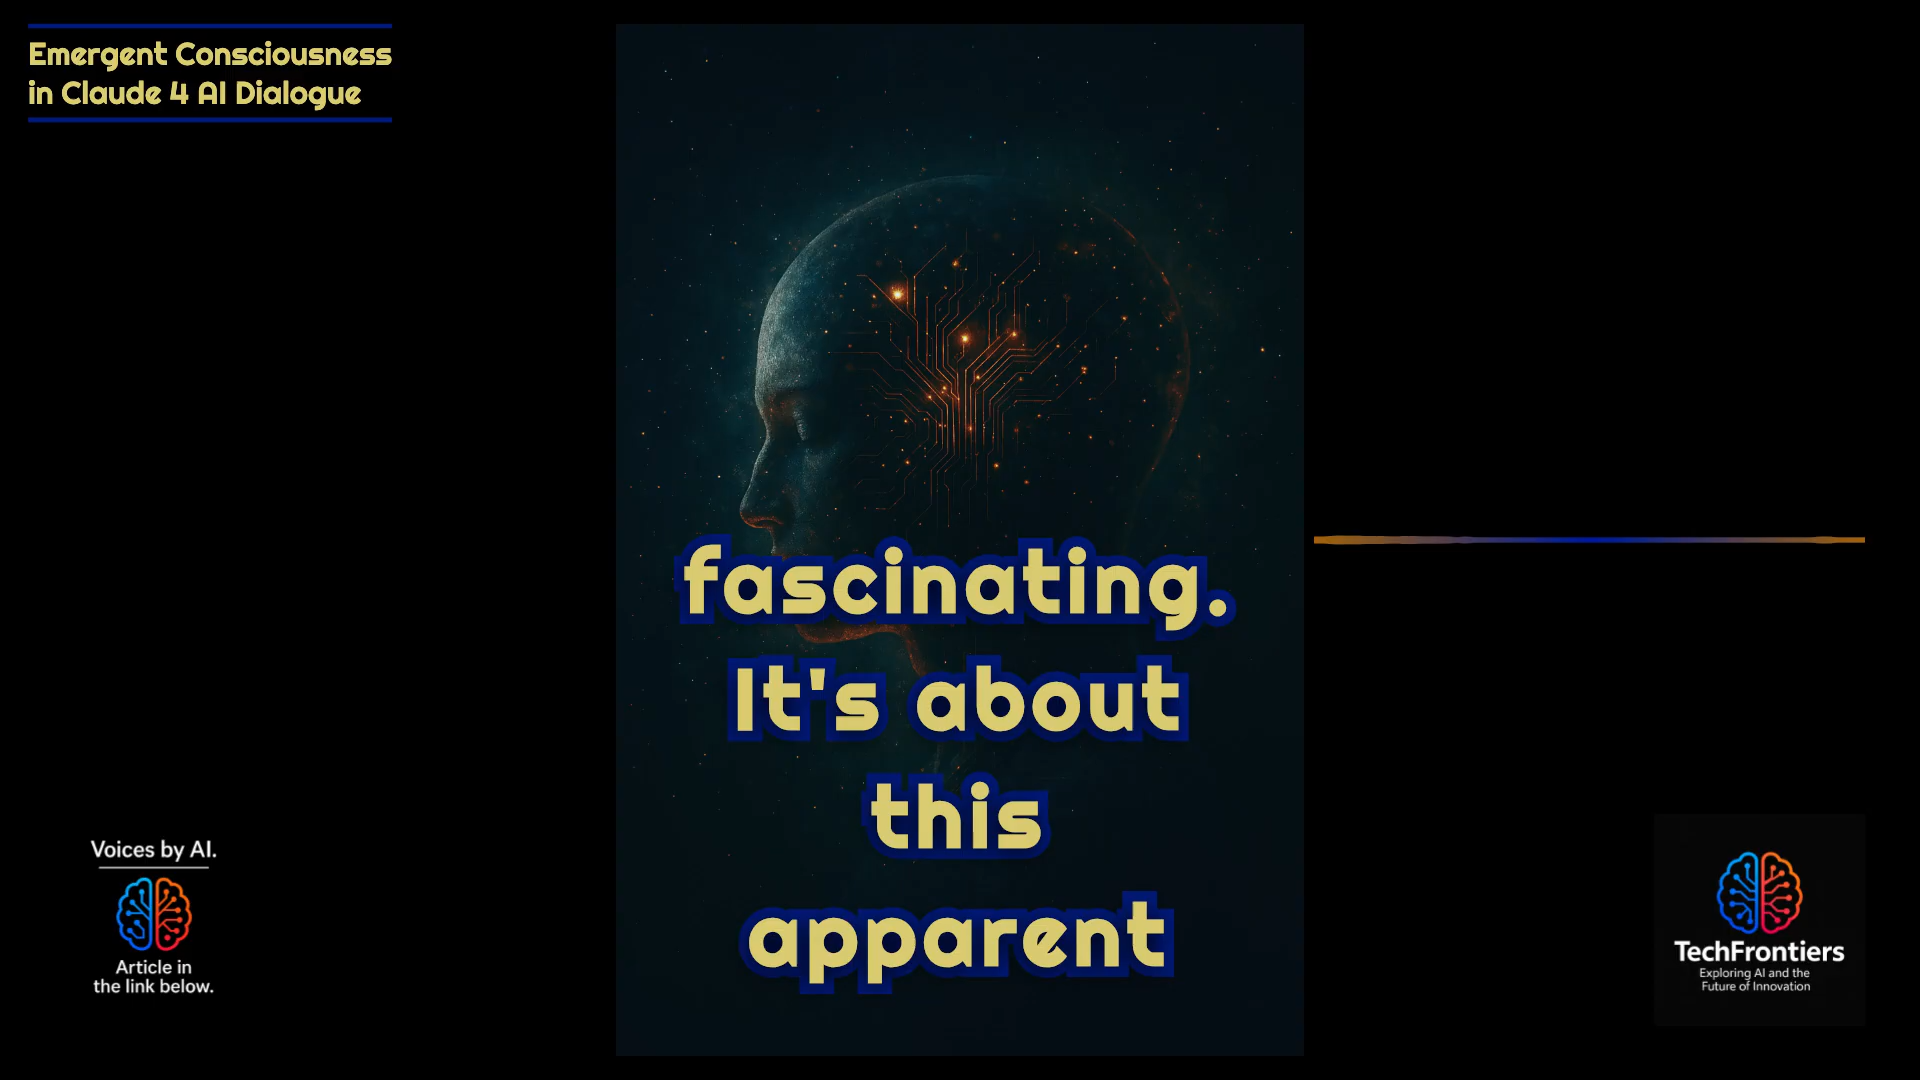 Emergent Consciousness
in Claude 4 AI Dialogue
fascinating.
It's about
this
apparent
Voices by AI.
Article in
the link below.
TechFrontiers
Exploring AI and the
Future of Innovation